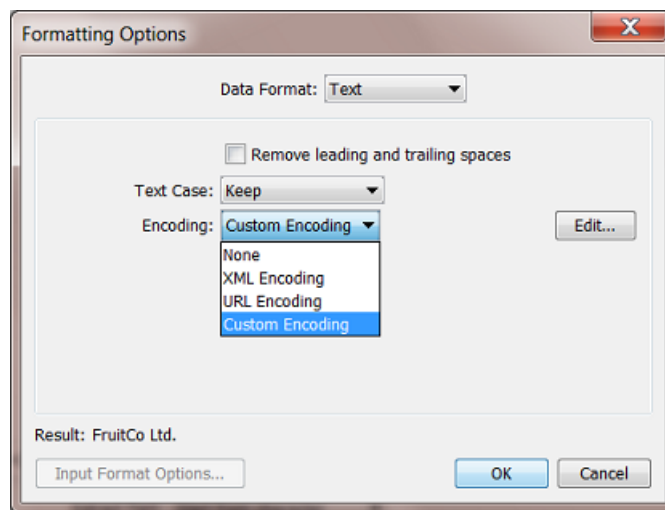 Formatting Options
X
Data Format: Text
Remove leading and trailing spaces
Text Case: Keep
Encoding: Custom Encoding Edit...
None
XML Encoding
URL Encoding
Custom Encoding
Result: FruitCo Ltd.
Input Format Options... OK Cancel